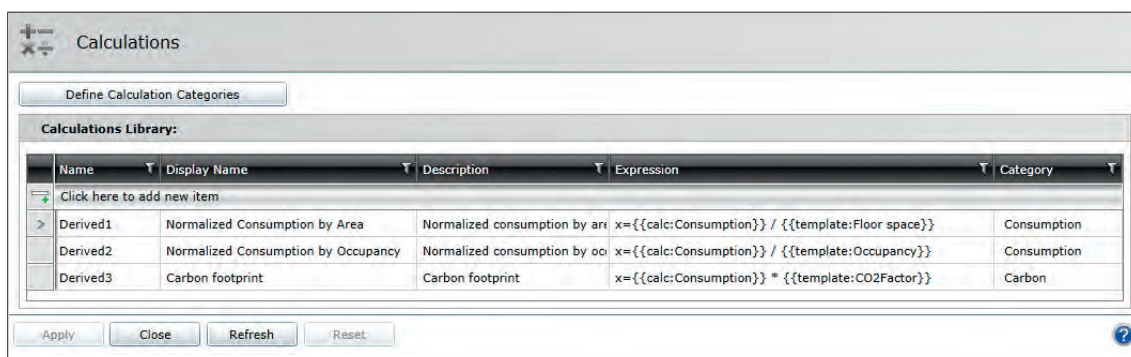 Calculations
Define Calculation Categories
Calculations Library:
Name Display Name Description Expression Category
Click here to add new item
Derived1 Normalized Consumption by Area Normalized consumption by are x={{calc:Consumption}} / {{template:Floor space}} Consumption
Derived2 Normalized Consumption by Occupancy Normalized consumption by occ x={{calc:Consumption}} / {{template:Occupancy}} Consumption
Derived3 Carbon footprint Carbon footprint x={{calc:Consumption}} * {{template:CO2Factor}} Carbon
Apply Close Refresh Reset ?